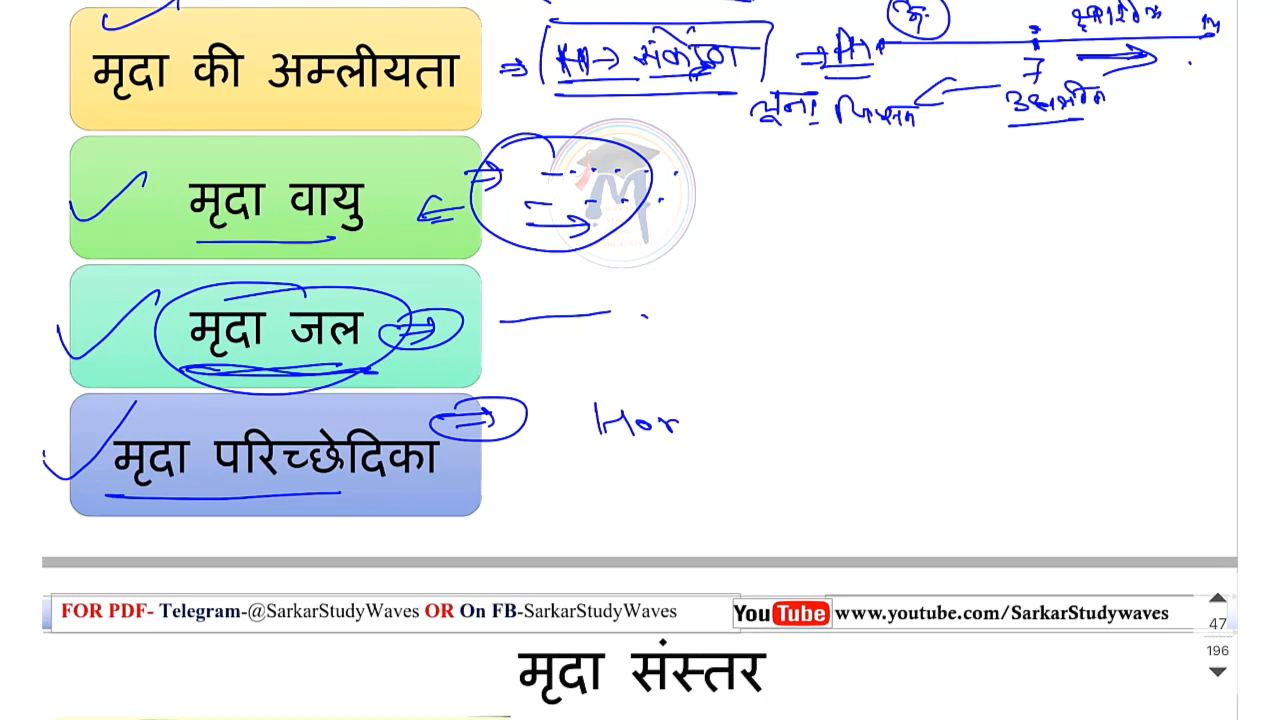 मृदा की अम्लीयता
7
चूना
मृदा वायु
मृदा जल
मृदा परिच्छेदिका
Hor
FOR PDF- Telegram-@SarkarStudyWaves OR On FB-SarkarStudyWaves
YouTube www.youtube.com/SarkarStudywaves
47
196
मृदा संस्तर